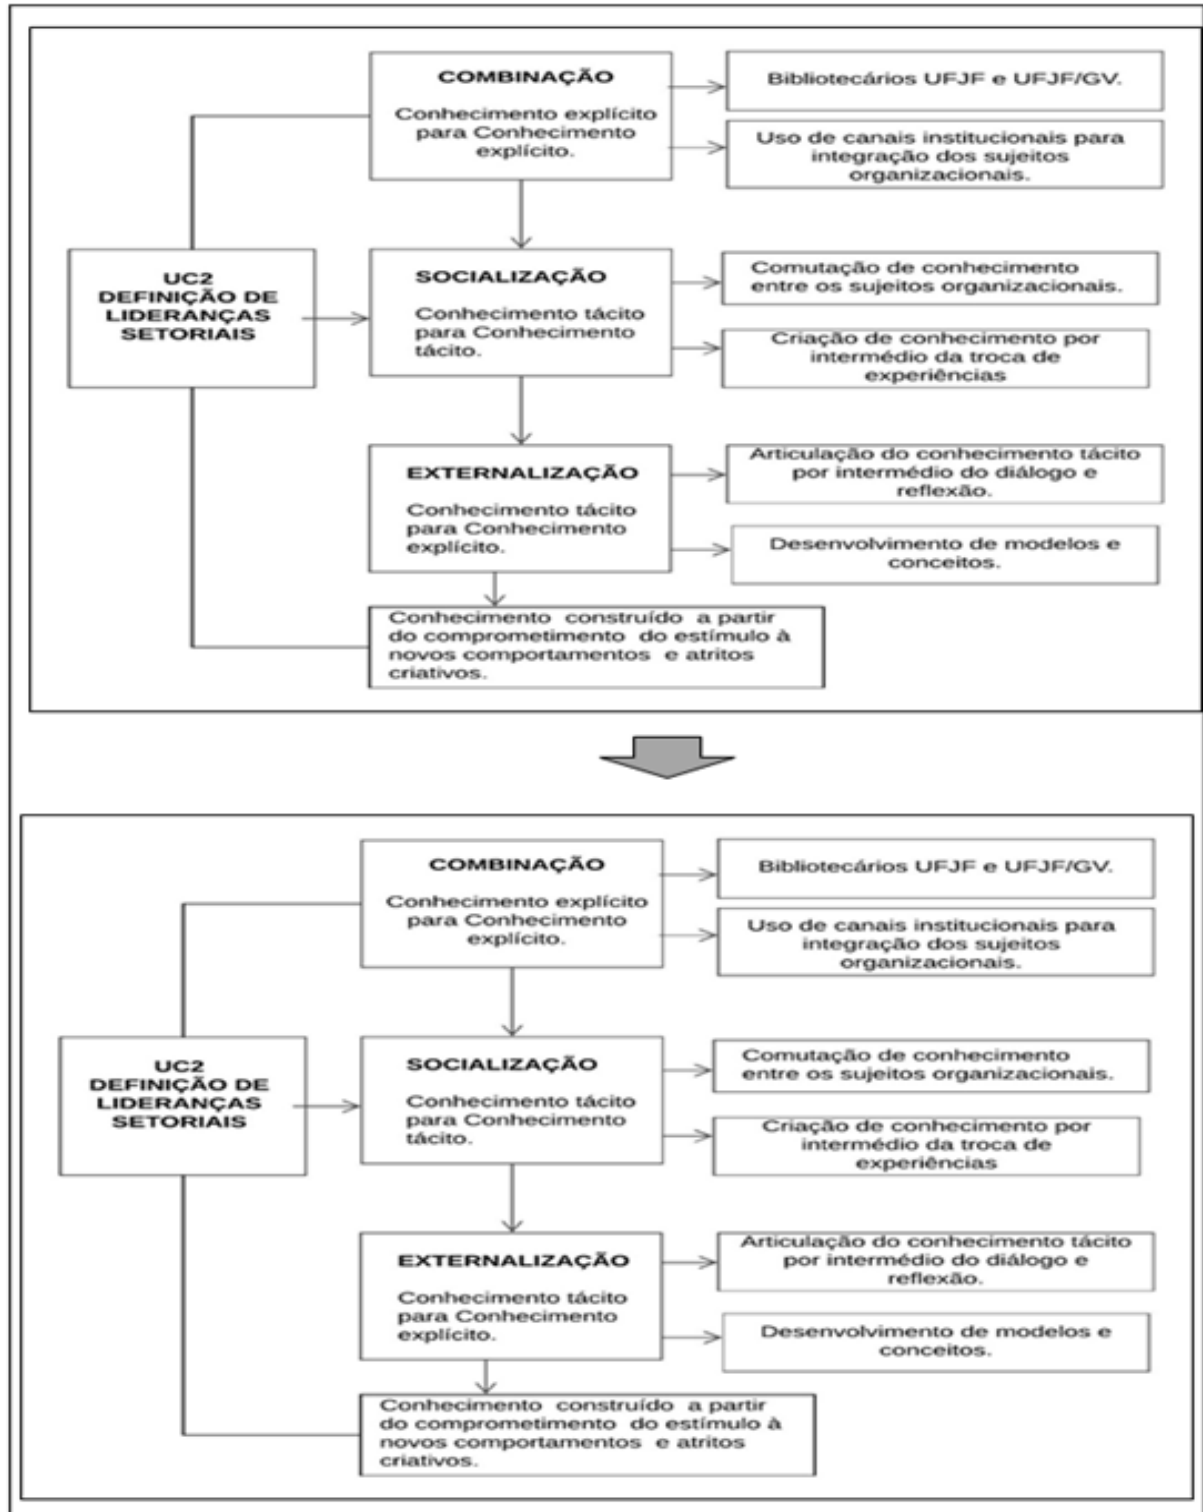 COMBINAÇÃO
Conhecimento explícito
para Conhecimento
explícito.
Bibliotecários UFJF e UFJF/GV.
Uso de canais institucionais para
integração dos sujeitos
organizacionais.
UC2
DEFINIÇÃO DE
LIDERANÇAS
SETORIAIS
SOCIALIZAÇÃO
Conhecimento tácito
para Conhecimento
tácito.
Comutação de conhecimento
entre os sujeitos organizacionais.
Criação de conhecimento por
intermédio da troca de
experiências
EXTERNALIZAÇÃO
Conhecimento tácito
para Conhecimento
explícito.
Articulação do conhecimento tácito
por intermédio do diálogo e
reflexão.
Desenvolvimento de modelos e
conceitos.
Conhecimento construído a partir
do comprometimento do estímulo à
novos comportamentos e atritos
criativos.
COMBINAÇÃO
Conhecimento explícito
para Conhecimento
explícito.
Bibliotecários UFJF e UFJF/GV.
Uso de canais institucionais para
integração dos sujeitos
organizacionais.
UC2
DEFINIÇÃO DE
LIDERANÇAS
SETORIAIS
SOCIALIZAÇÃO
Conhecimento tácito
para Conhecimento
tácito.
Comutação de conhecimento
entre os sujeitos organizacionais.
Criação de conhecimento por
intermédio da troca de
experiências
EXTERNALIZAÇÃO
Conhecimento tácito
para Conhecimento
explícito.
Articulação do conhecimento tácito
por intermédio do diálogo e
reflexão.
Desenvolvimento de modelos e
conceitos.
Conhecimento construído a partir
do comprometimento do estímulo à
novos comportamentos e atritos
criativos.